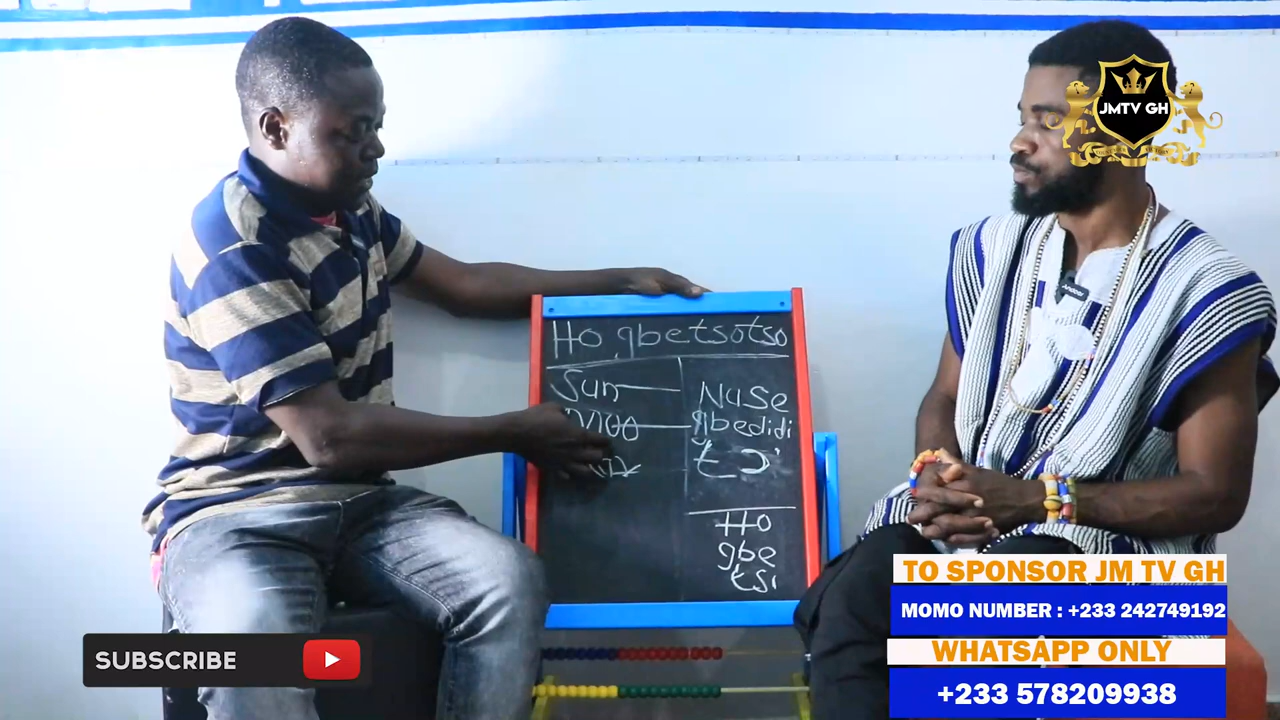 JMTV GH
Ho gbetsotso
Sun
Nuse
gbedidi
Ho
gbe
tsi
TO SPONSOR JM TV GH
MOMO NUMBER : +233 242749192
WHATSAPP ONLY
+233 578209938
SUBSCRIBE